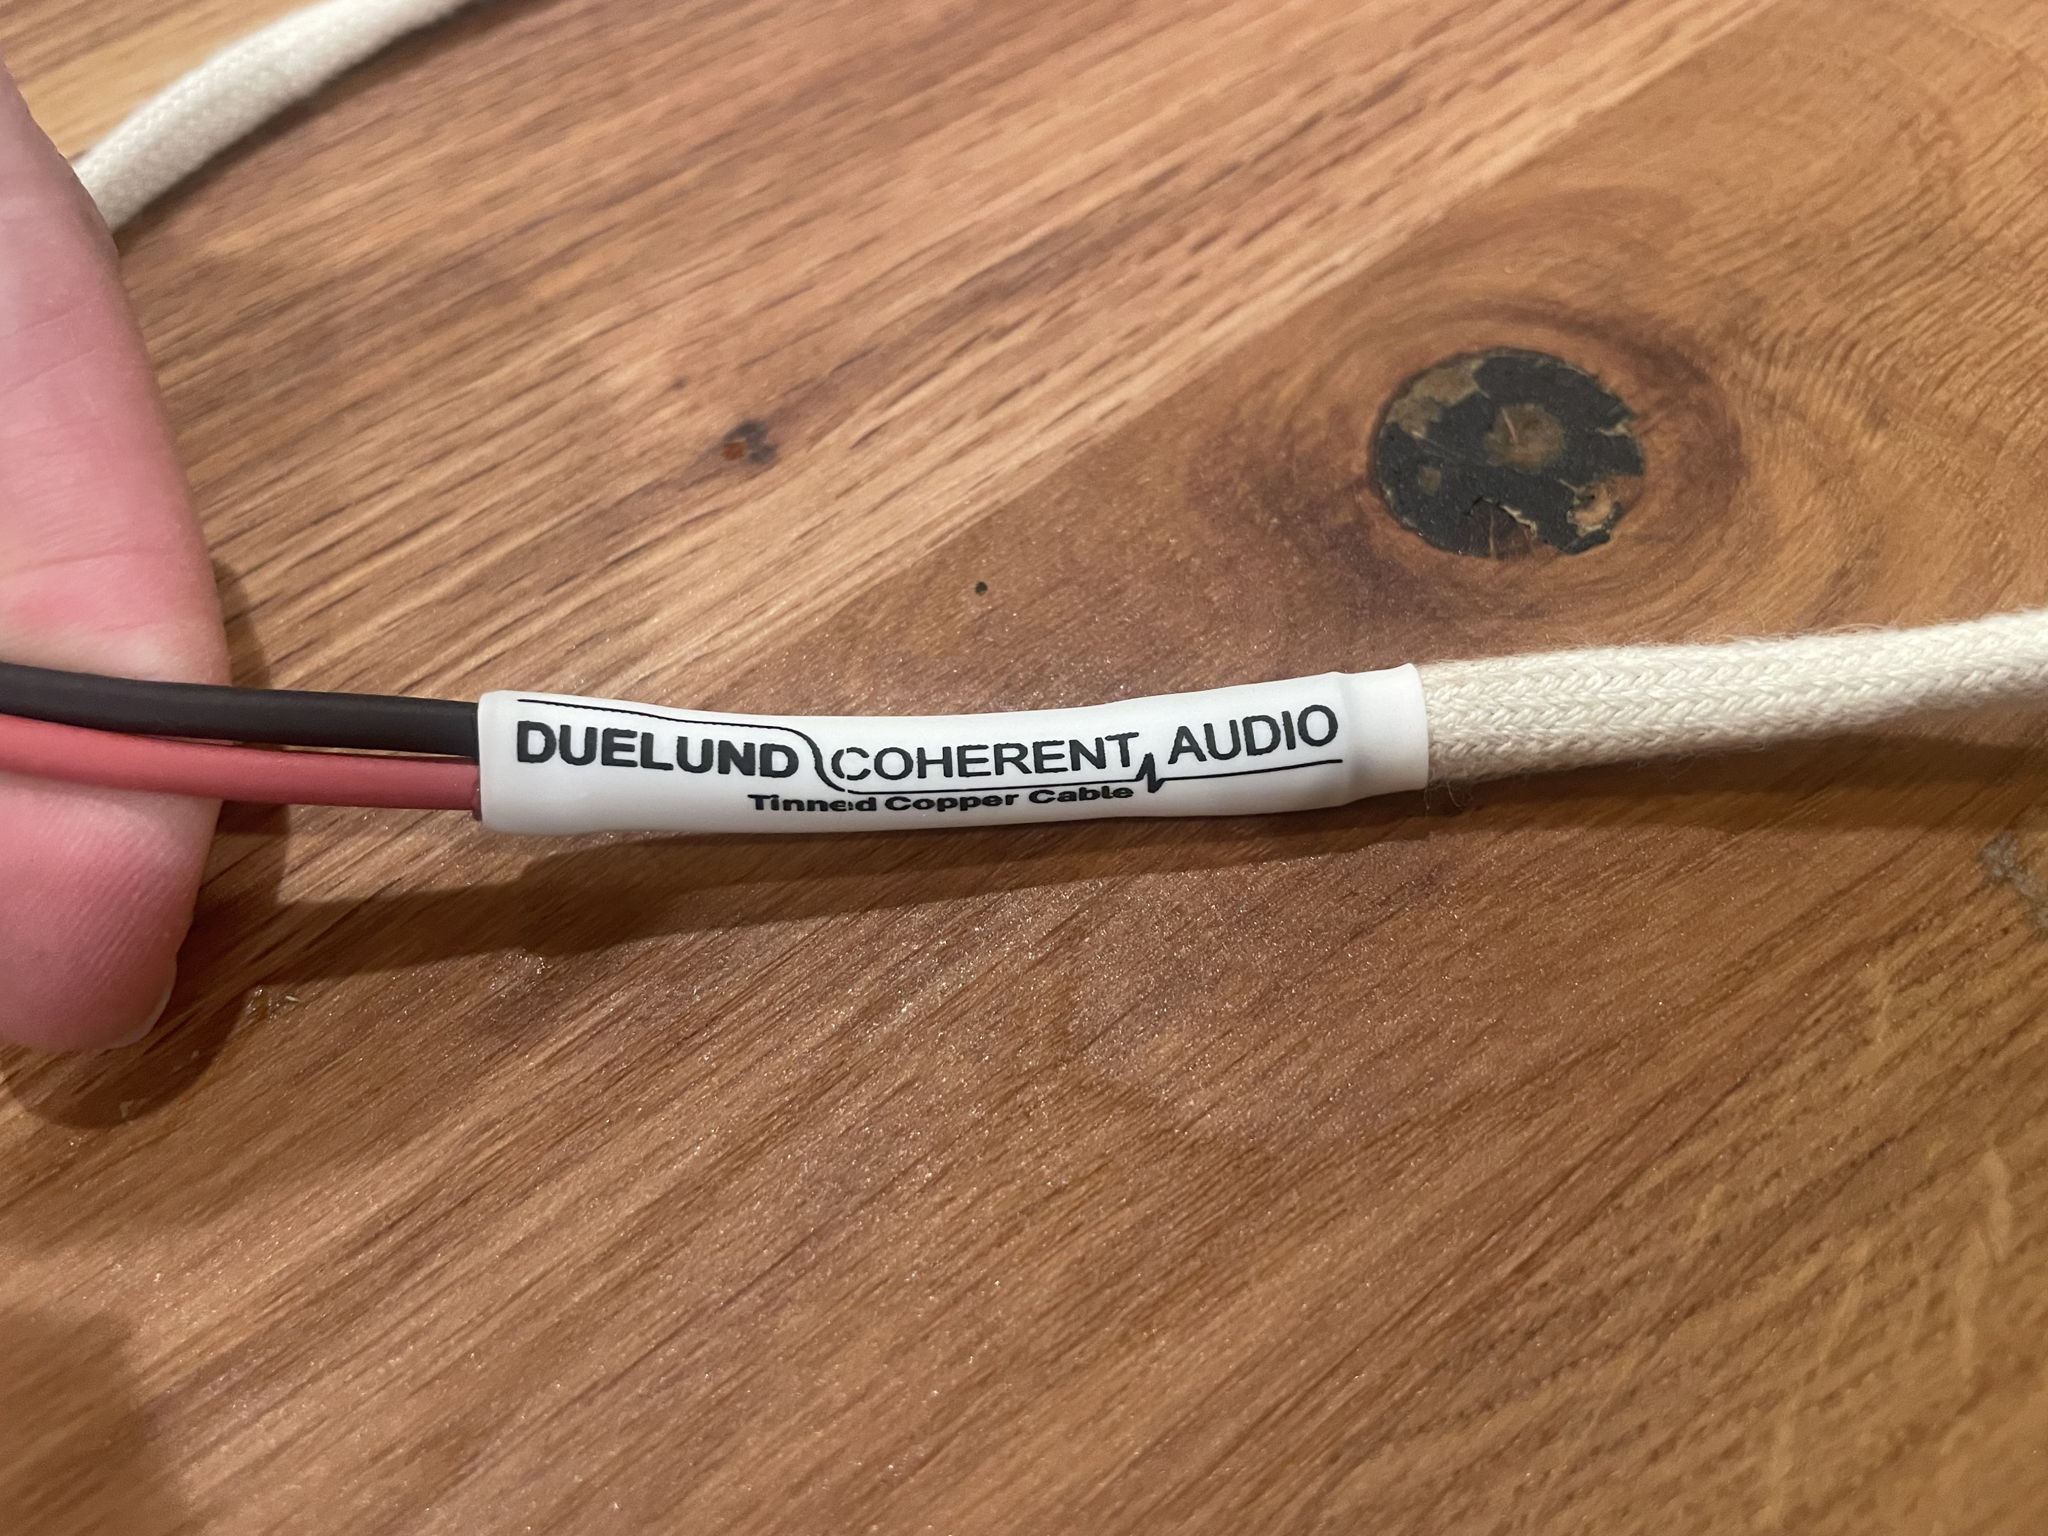 DUELUND COHERENT AUDIO
Tinned Copper Cable